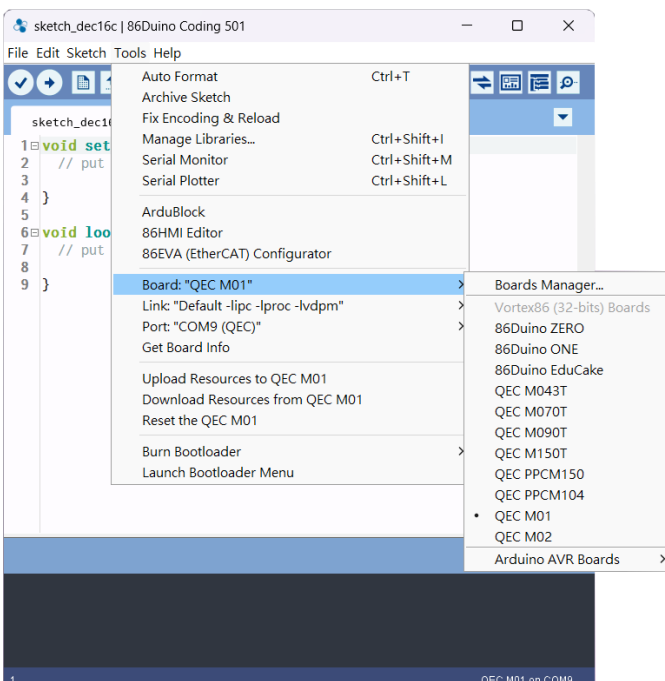 sketch_dec16c | 86Duino Coding 501
File Edit Sketch Tools Help
sketch_dec1
1 void set
2 // put
3
4 }
5
6 void loo
7 // put
8
9 }
Auto Format Ctrl+T
Archive Sketch
Fix Encoding & Reload
Manage Libraries... Ctrl+Shift+I
Serial Monitor Ctrl+Shift+M
Serial Plotter Ctrl+Shift+L
ArduBlock
86HMI Editor
86EVA (EtherCAT) Configurator
Board: "QEC M01"
Link: "Default -lipc -lproc -lvdpm"
Port: "COM9 (QEC)"
Get Board Info
Upload Resources to QEC M01
Download Resources from QEC M01
Reset the QEC M01
Burn Bootloader
Launch Bootloader Menu
Boards Manager...
Vortex86 (32-bits) Boards
86Duino ZERO
86Duino ONE
86Duino EduCake
QEC M043T
QEC M070T
QEC M090T
QEC M150T
QEC PPCM150
QEC PPCM104
• QEC M01
QEC M02
Arduino AVR Boards
1 QEC M01 on COM9